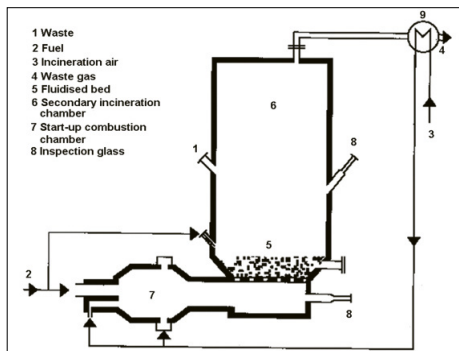 1 Waste
2 Fuel
3 Incineration air
4 Waste gas
5 Fluidised bed
6 Secondary incineration
chamber
7 Start-up combustion
chamber
8 Inspection glass
9
4
6
3
1
8
5
2
7
8